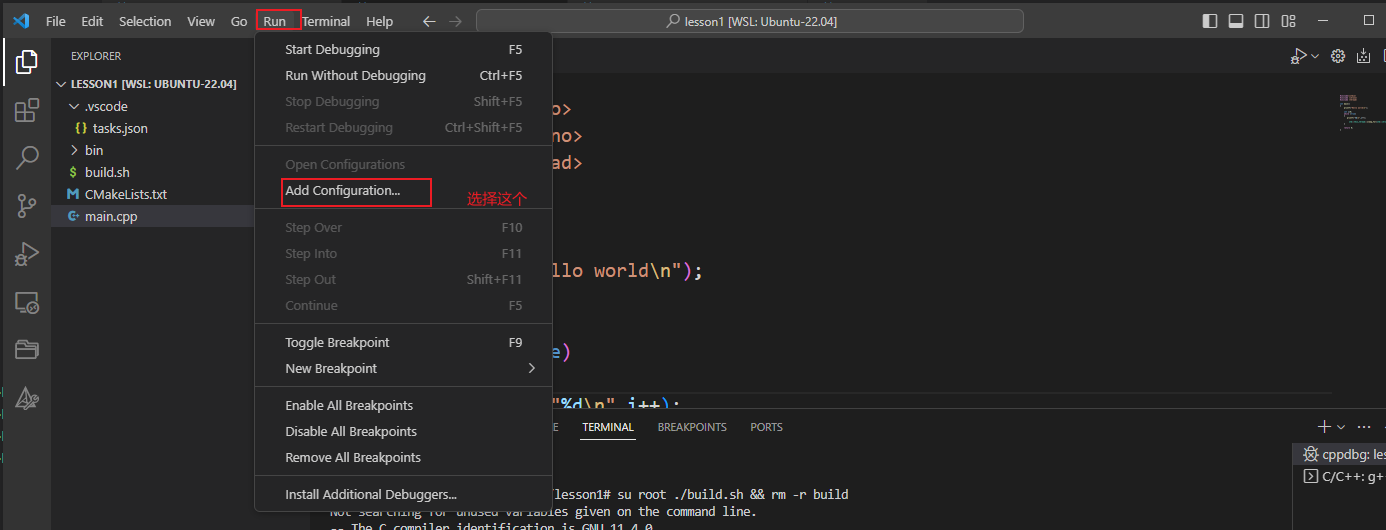 File Edit Selection View Go Run Terminal Help lesson1 [WSL: Ubuntu-22.04]
EXPLORER
LESSON1 [WSL: UBUNTU-22.04]
.vscode
{} tasks.json
bin
$ build.sh
M CMakeLists.txt
main.cpp
Start Debugging F5
Run Without Debugging Ctrl+F5
Stop Debugging Shift+F5
Restart Debugging Ctrl+Shift+F5
Open Configurations
Add Configuration... 选择这个
Step Over F10
Step Into F11
Step Out Shift+F11
Continue F5
Toggle Breakpoint F9
New Breakpoint
Enable All Breakpoints
Disable All Breakpoints
Remove All Breakpoints
Install Additional Debuggers...
o>
no>
ad>
llo world\n");
e)
"%d\n" i++);
E TERMINAL BREAKPOINTS PORTS
cppdbg: les
C/C++: g+
/lesson1# su root ./build.sh && rm -r build
Not searching for unused variables given on the command line.
-- The C compiler identification is GNU 11.4.0